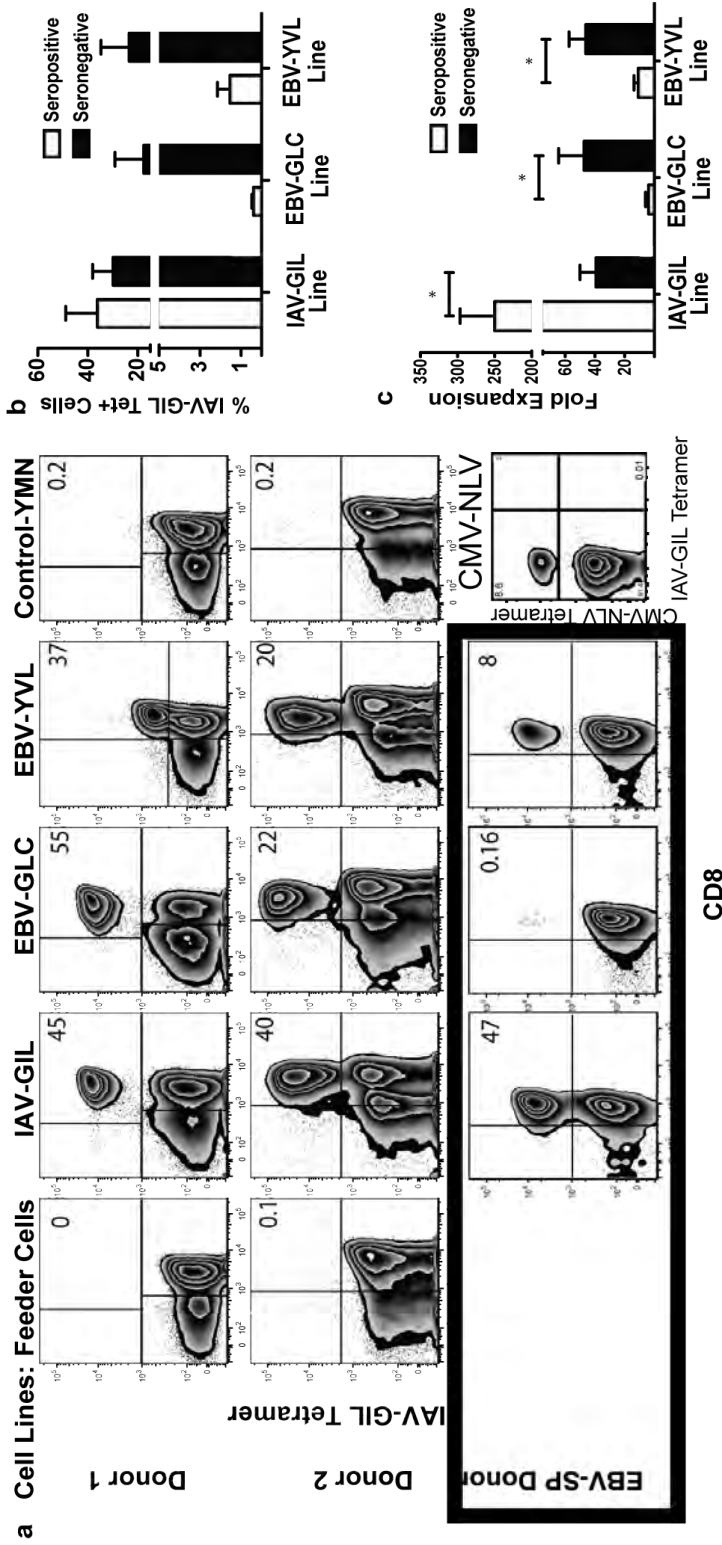 a Cell Lines: Feeder Cells IAV-GIL EBV-GLC EBV-YVL Control-YMN
Donor 1
0
45
55
37
0.2
Donor 2
0.1
40
22
20
0.2
IAV-GIL Tetramer
EBV-SP Donor
47
0.16
8
CMV-NLV
8.6
0.01
CMV-NLV Tetramer
IAV-GIL Tetramer
CD8
b
Seropositive
Seronegative
% IAV-GIL Tet+ Cells
60
40
20
5
3
1
IAV-GIL Line
EBV-GLC Line
EBV-YVL Line
c
Seropositive
Seronegative
Fold Expansion
350
300
250
200
60
40
20
*
*
*
IAV-GIL Line
EBV-GLC Line
EBV-YVL Line